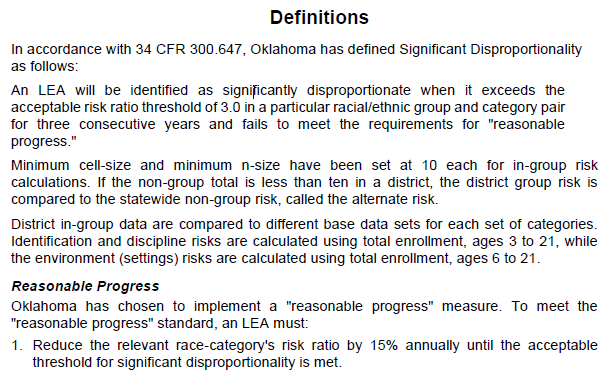 Definitions
In accordance with 34 CFR 300.647, Oklahoma has defined Significant Disproportionality
as follows:
An LEA will be identified as significantly disproportionate when it exceeds the
acceptable risk ratio threshold of 3.0 in a particular racial/ethnic group and category pair
for three consecutive years and fails to meet the requirements for "reasonable
progress."
Minimum cell-size and minimum n-size have been set at 10 each for in-group risk
calculations. If the non-group total is less than ten in a district, the district group risk is
compared to the statewide non-group risk, called the alternate risk.
District in-group data are compared to different base data sets for each set of categories.
Identification and discipline risks are calculated using total enrollment, ages 3 to 21, while
the environment (settings) risks are calculated using total enrollment, ages 6 to 21.
Reasonable Progress
Oklahoma has chosen to implement a "reasonable progress" measure. To meet the
"reasonable progress" standard, an LEA must:
1. Reduce the relevant race-category's risk ratio by 15% annually until the acceptable
threshold for significant disproportionality is met.